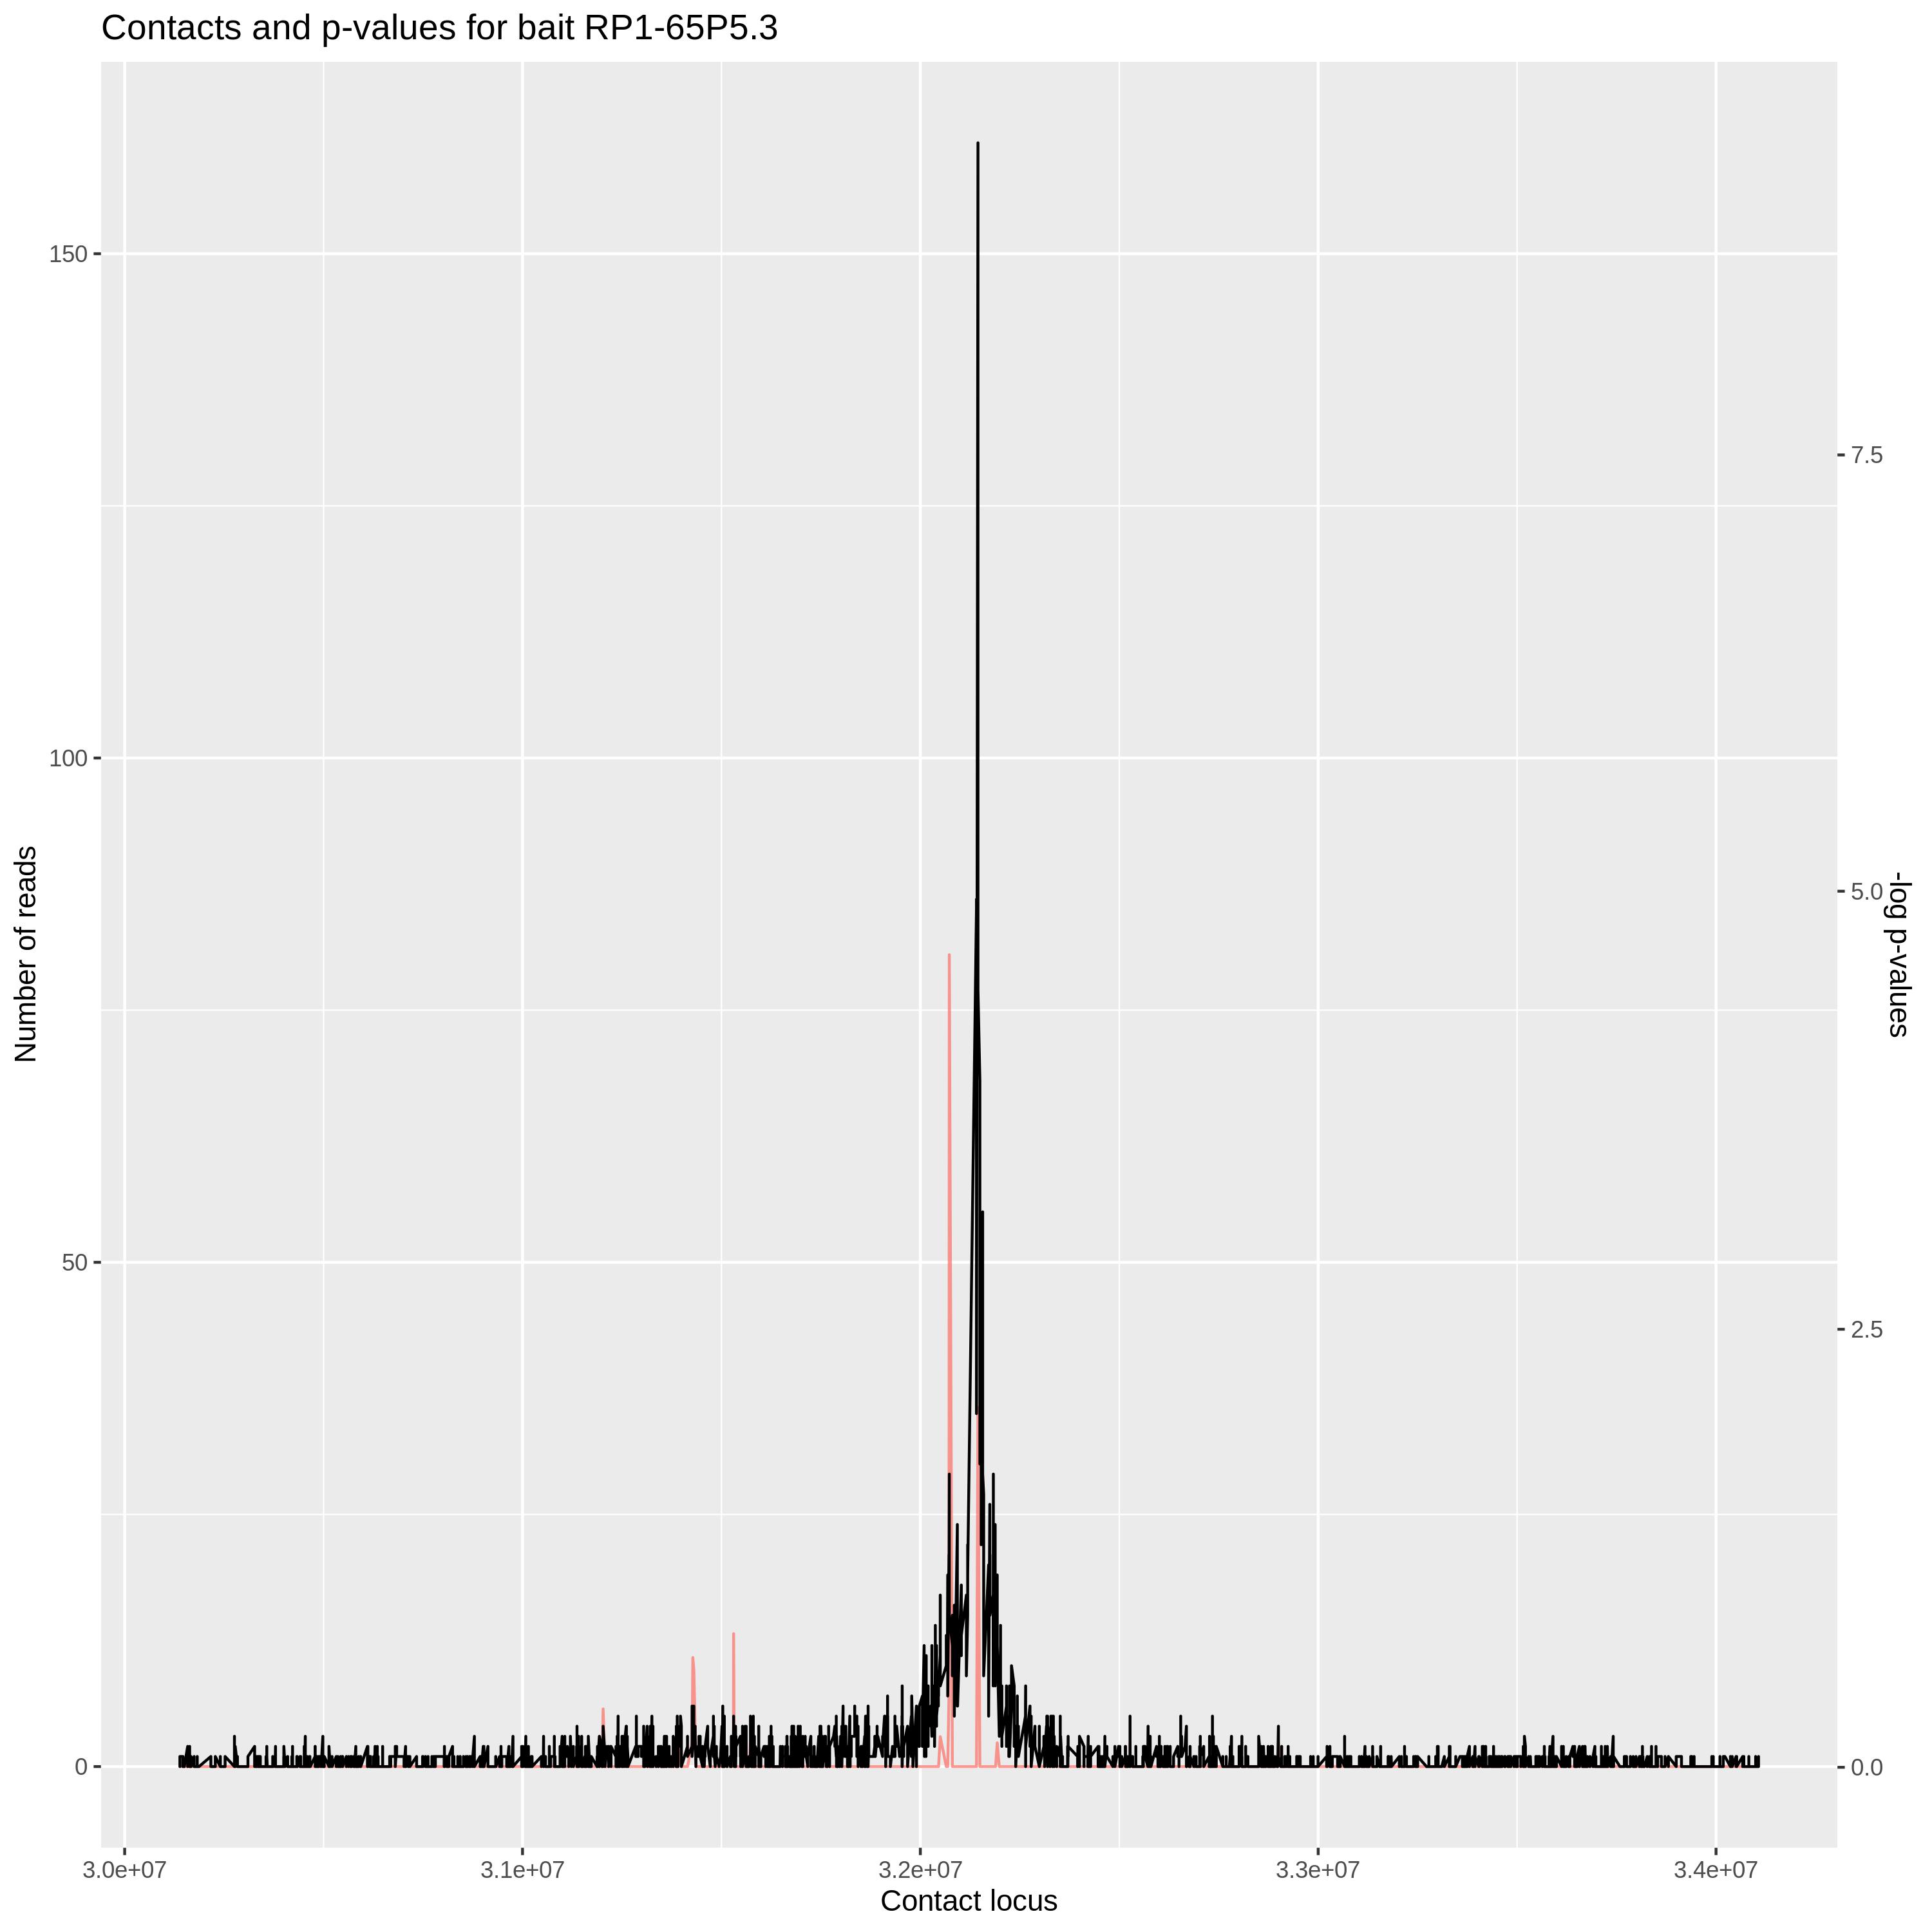 Contacts and p-values for bait RP1-65P5.3
150
100
50
0
Number of reads
7.5
5.0
2.5
0.0
-log p-values
3.0e+07 3.1e+07 3.2e+07 3.3e+07 3.4e+07
Contact locus